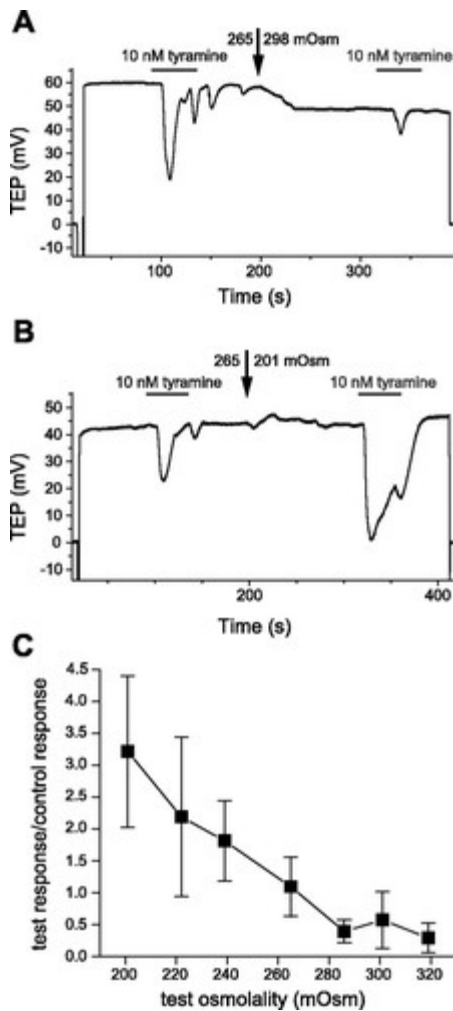 A
265 298 mOsm
10 nM tyramine 10 nM tyramine
60
50
40
30
20
10
0
-10
TEP (mV)
100 200 300
Time (s)
B
265 201 mOsm
10 nM tyramine 10 nM tyramine
50
40
30
20
10
0
-10
TEP (mV)
200 400
Time (s)
C
4.5
4.0
3.5
3.0
2.5
2.0
1.5
1.0
0.5
0.0
test response/control response
200 220 240 260 280 300 320
test osmolality (mOsm)